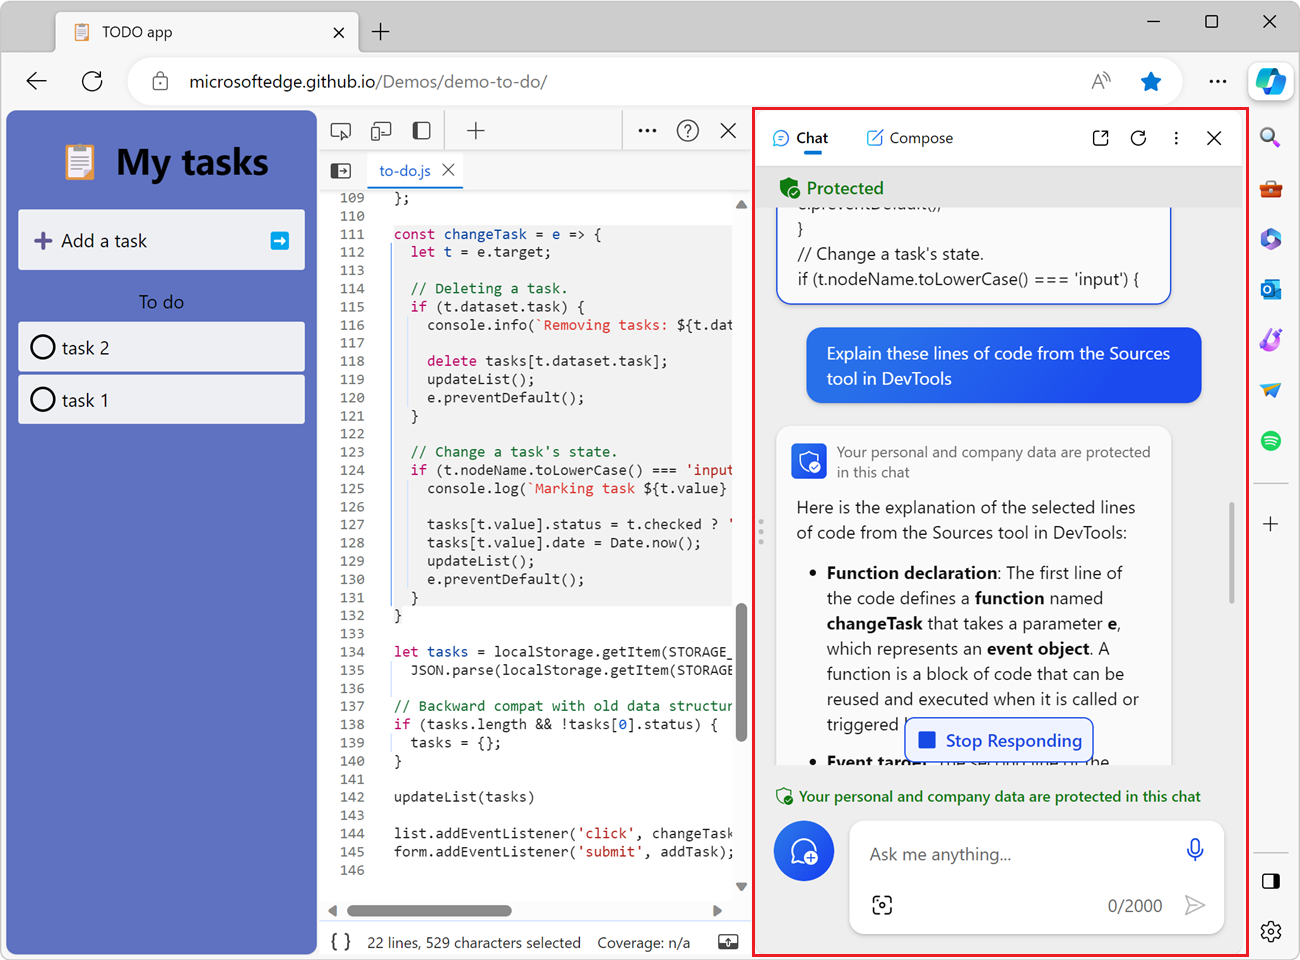 TODO app
microsoftedge.github.io/Demos/demo-to-do/
My tasks
Add a task
To do
task 2
task 1
to-do.js
109 };
110
111 const changeTask = e => {
112 let t = e.target;
113
114 // Deleting a task.
115 if (t.dataset.task) {
116 console.info(`Removing tasks: ${t.dat
117
118 delete tasks[t.dataset.task];
119 updateList();
120 e.preventDefault();
121 }
122
123 // Change a task's state.
124 if (t.nodeName.toLowerCase() === 'input
125 console.log(`Marking task ${t.value}
126
127 tasks[t.value].status = t.checked ? '
128 tasks[t.value].date = Date.now();
129 updateList();
130 e.preventDefault();
131 }
132 }
133
134 let tasks = localStorage.getItem(STORAGE_
135 JSON.parse(localStorage.getItem(STORAGE
136
137 // Backward compat with old data structur
138 if (tasks.length && !tasks[0].status) {
139 tasks = {};
140 }
141
142 updateList(tasks)
143
144 list.addEventListener('click', changeTask
145 form.addEventListener('submit', addTask);
146
{ } 22 lines, 529 characters selected Coverage: n/a
Chat Compose
Protected
e.preventDefault();
}
// Change a task's state.
if (t.nodeName.toLowerCase() === 'input') {
Explain these lines of code from the Sources
tool in DevTools
Your personal and company data are protected
in this chat
Here is the explanation of the selected lines
of code from the Sources tool in DevTools:
• Function declaration: The first line of
the code defines a function named
changeTask that takes a parameter e,
which represents an event object. A
function is a block of code that can be
reused and executed when it is called or
triggered
Stop Responding
• Event target: The second line of the
Your personal and company data are protected in this chat
Ask me anything...
0/2000